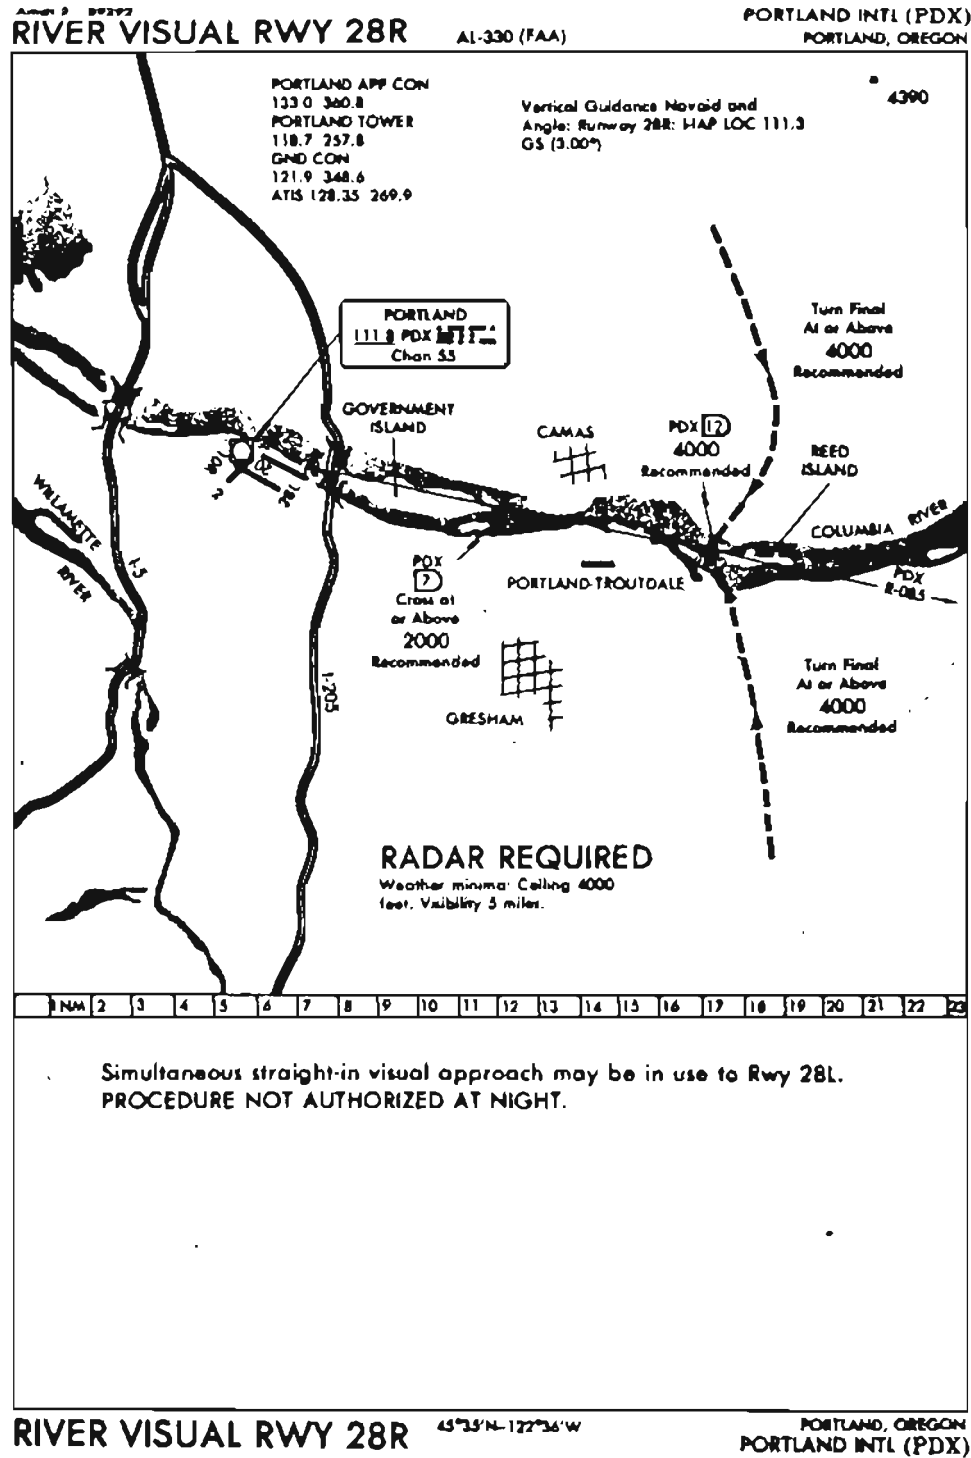 RIVER VISUAL RWY 28R
AL-330 (FAA)
PORTLAND INTL (PDX)
PORTLAND, OREGON
PORTLAND APP CON
133.0 360.8
PORTLAND TOWER
118.7 257.8
GND CON
121.9 348.6
ATIS 128.35 269.9
Vertical Guidance Navaid and
Angle: Runway 28R: HAP LOC 111.3
GS (3.00°)
4390
Turn Final
At or Above
4000
Recommended
PORTLAND
111.8 PDX
Chan 55
GOVERNMENT
ISLAND
CAMAS
PDX 12
4000
Recommended
REED
ISLAND
COLUMBIA RIVER
WILLAMETTE
RIVER
I-5
PDX
7
Cross at
or Above
2000
Recommended
PORTLAND-TROUTDALE
PDX
R-085
I-205
GRESHAM
Turn Final
At or Above
4000
Recommended
RADAR REQUIRED
Weather minima: Ceiling 4000
feet, Visibility 5 miles.
1 NM 2 3 4 5 6 7 8 9 10 11 12 13 14 15 16 17 18 19 20 21 22 23
Simultaneous straight-in visual approach may be in use to Rwy 28L.
PROCEDURE NOT AUTHORIZED AT NIGHT.
RIVER VISUAL RWY 28R
45°35'N-122°36'W
PORTLAND, OREGON
PORTLAND INTL (PDX)